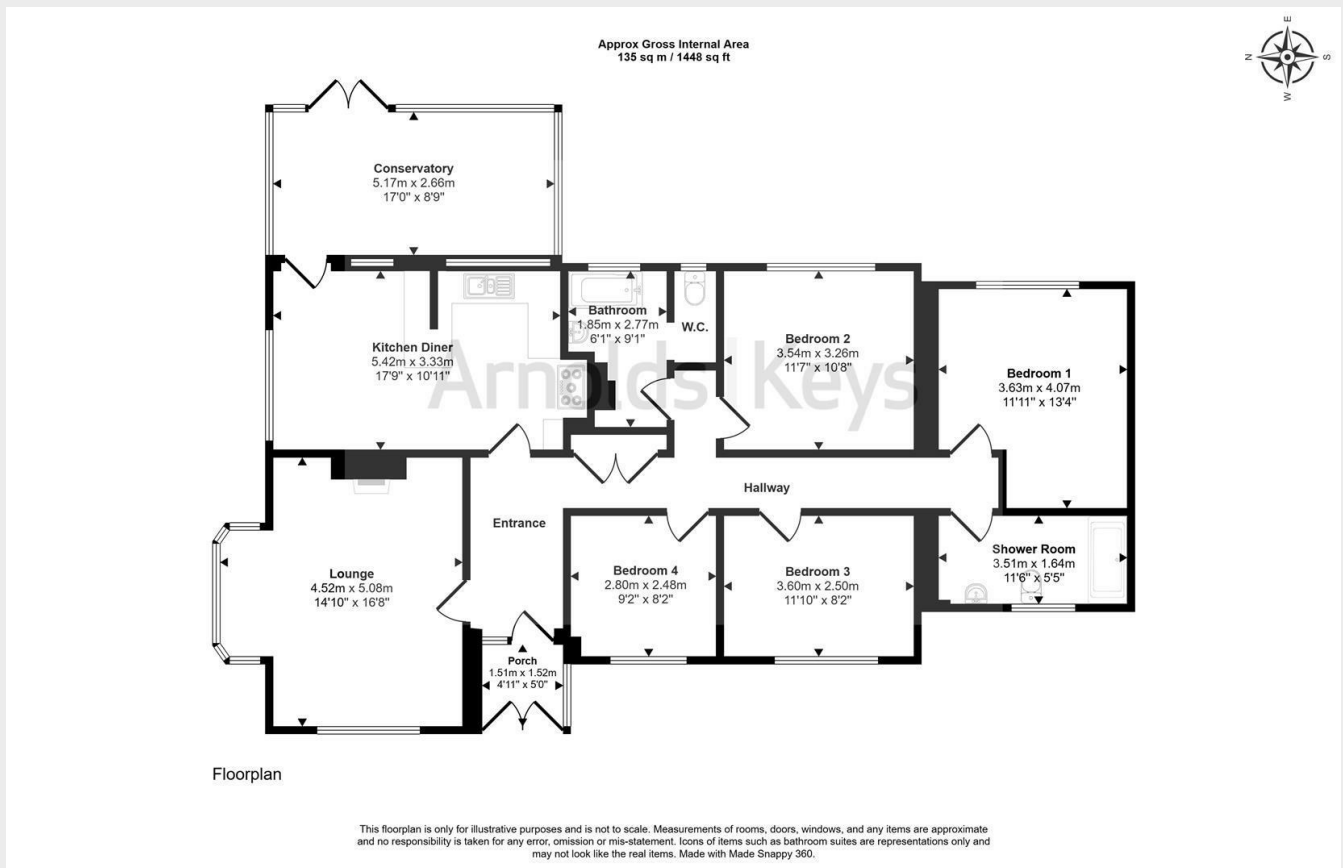 Approx Gross Internal Area
135 sq m / 1448 sq ft
E
N
S
W
Conservatory
5.17m x 2.66m
17'0" x 8'9"
Kitchen Diner
5.42m x 3.33m
17'9" x 10'11"
Bathroom
1.85m x 2.77m
6'1" x 9'1"
W.C.
Bedroom 2
3.54m x 3.26m
11'7" x 10'8"
Bedroom 1
3.63m x 4.07m
11'11" x 13'4"
Arnolds | Keys
Hallway
Entrance
Lounge
4.52m x 5.08m
14'10" x 16'8"
Bedroom 4
2.80m x 2.48m
9'2" x 8'2"
Bedroom 3
3.60m x 2.50m
11'10" x 8'2"
Shower Room
3.51m x 1.64m
11'6" x 5'5"
Porch
1.51m x 1.52m
4'11" x 5'0"
Floorplan
This floorplan is only for illustrative purposes and is not to scale. Measurements of rooms, doors, windows, and any items are approximate
and no responsibility is taken for any error, omission or mis-statement. Icons of items such as bathroom suites are representations only and
may not look like the real items. Made with Made Snappy 360.